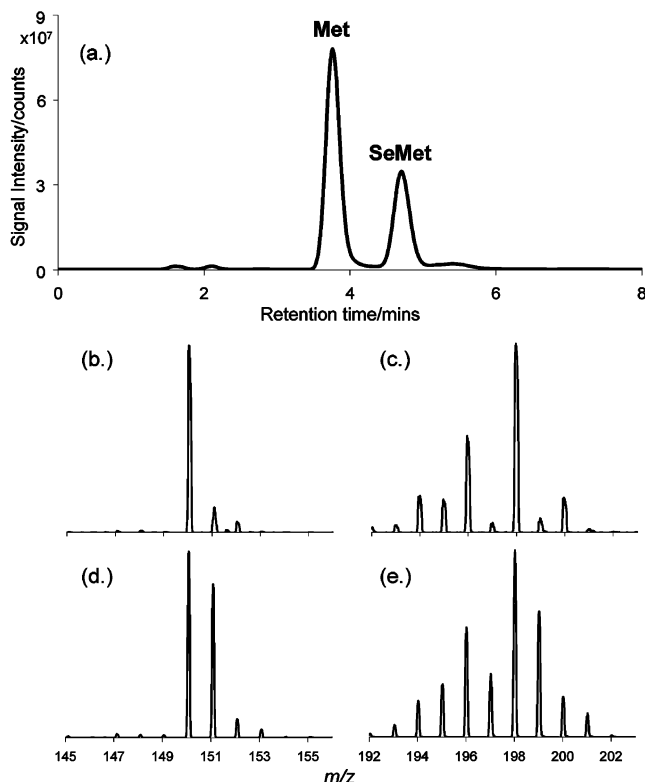 9
x10⁷
(a.)
Met
6
SeMet
3
0
Signal Intensity/counts
0 2 4 6 8
Retention time/mins
(b.) (c.)
(d.) (e.)
145 147 149 151 153 155 192 194 196 198 200 202
m/z